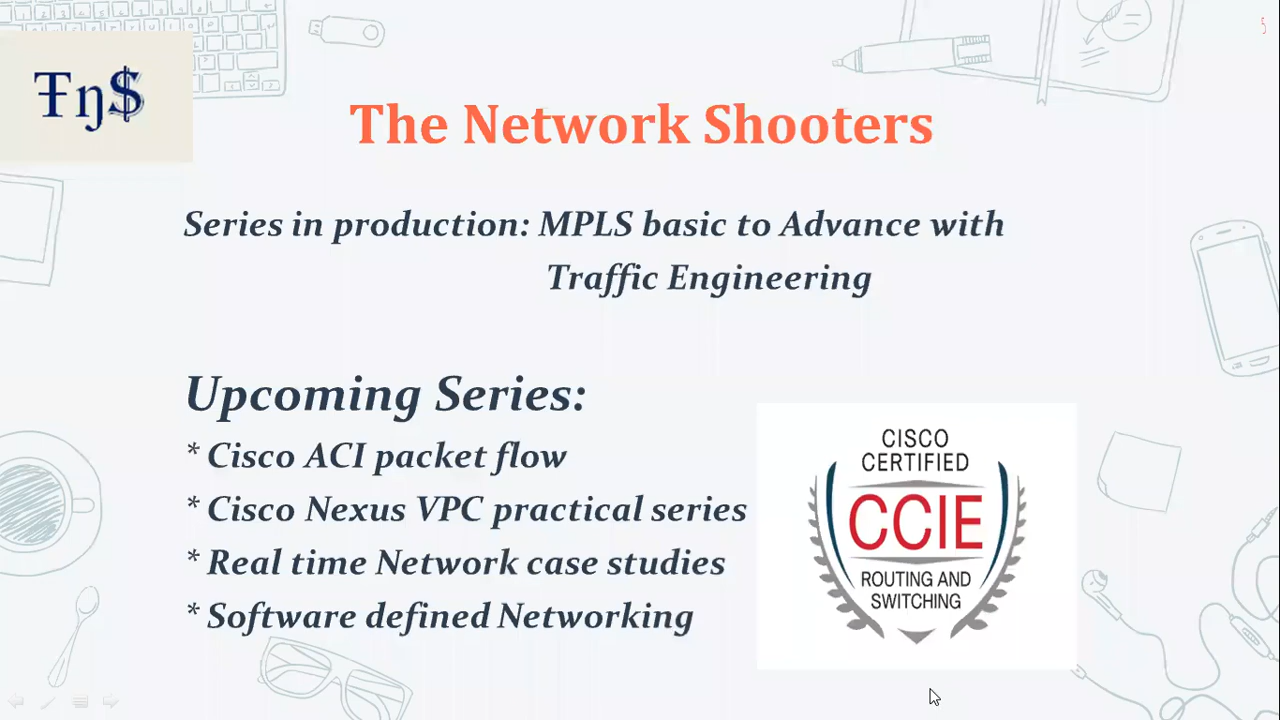 Ŧŋ$
The Network Shooters
Series in production: MPLS basic to Advance with
Traffic Engineering
Upcoming Series:
* Cisco ACI packet flow
* Cisco Nexus VPC practical series
* Real time Network case studies
* Software defined Networking
CISCO
CERTIFIED
CCIE
ROUTING AND
SWITCHING